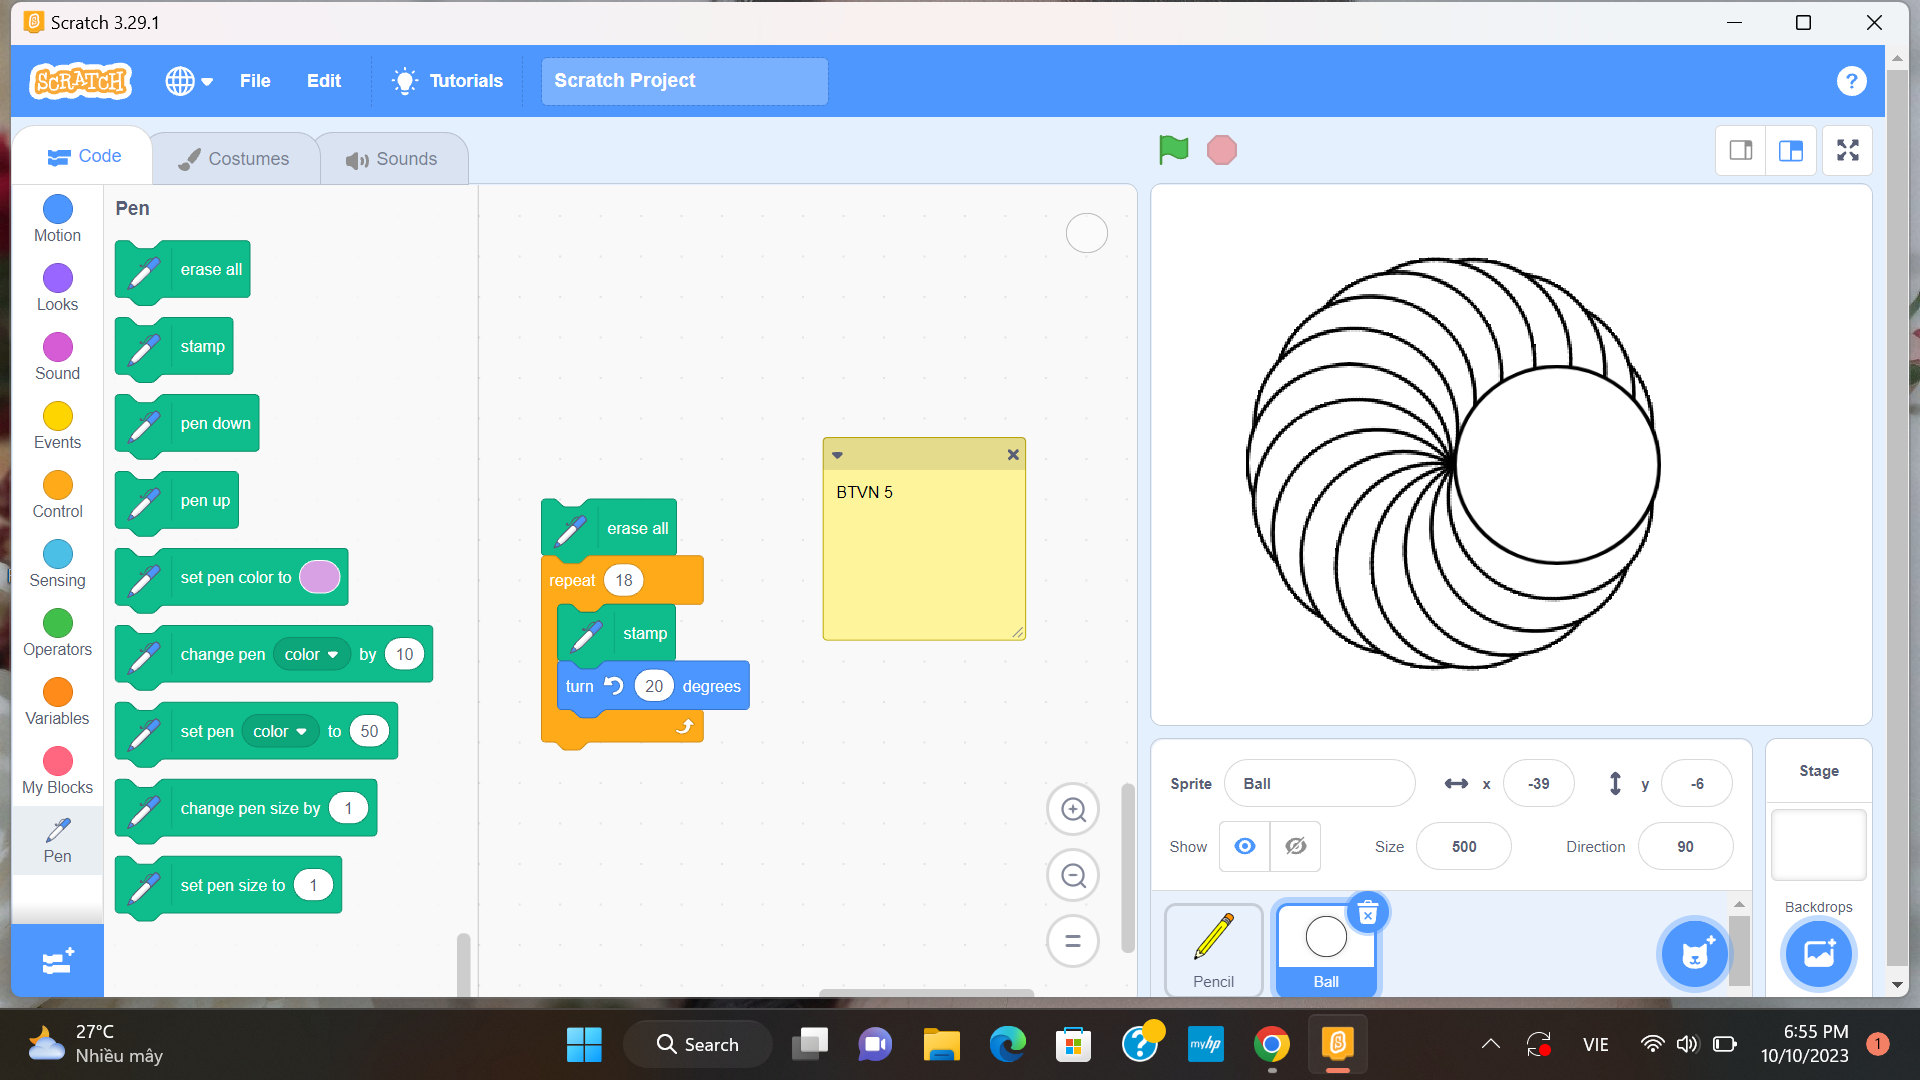 Scratch 3.29.1
SCRATCH
File
Edit
Tutorials
Scratch Project
?
Code
Costumes
Sounds
Motion
Looks
Sound
Events
Control
Sensing
Operators
Variables
My Blocks
Pen
Pen
erase all
stamp
pen down
pen up
set pen color to
change pen color by 10
set pen color to 50
change pen size by 1
set pen size to 1
erase all
repeat 18
stamp
turn 20 degrees
BTVN 5
Sprite Ball x -39 y -6
Show Size 500 Direction 90
Pencil
Ball
Stage
Backdrops
27°C
Nhiều mây
Search
?
myhp
VIE
6:55 PM
10/10/2023
1